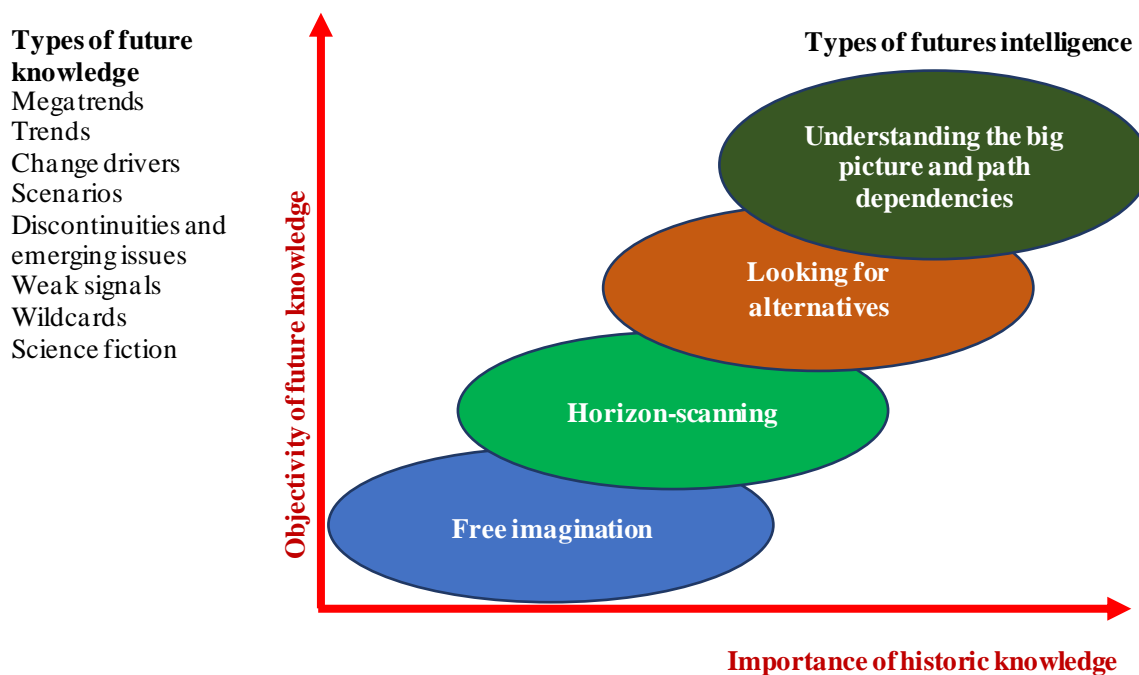 Types of future
knowledge
Megatrends
Trends
Change drivers
Scenarios
Discontinuities and
emerging issues
Weak signals
Wildcards
Science fiction
Objectivity of future knowledge
Types of futures intelligence
Understanding the big
picture and path
dependencies
Looking for
alternatives
Horizon-scanning
Free imagination
Importance of historic knowledge